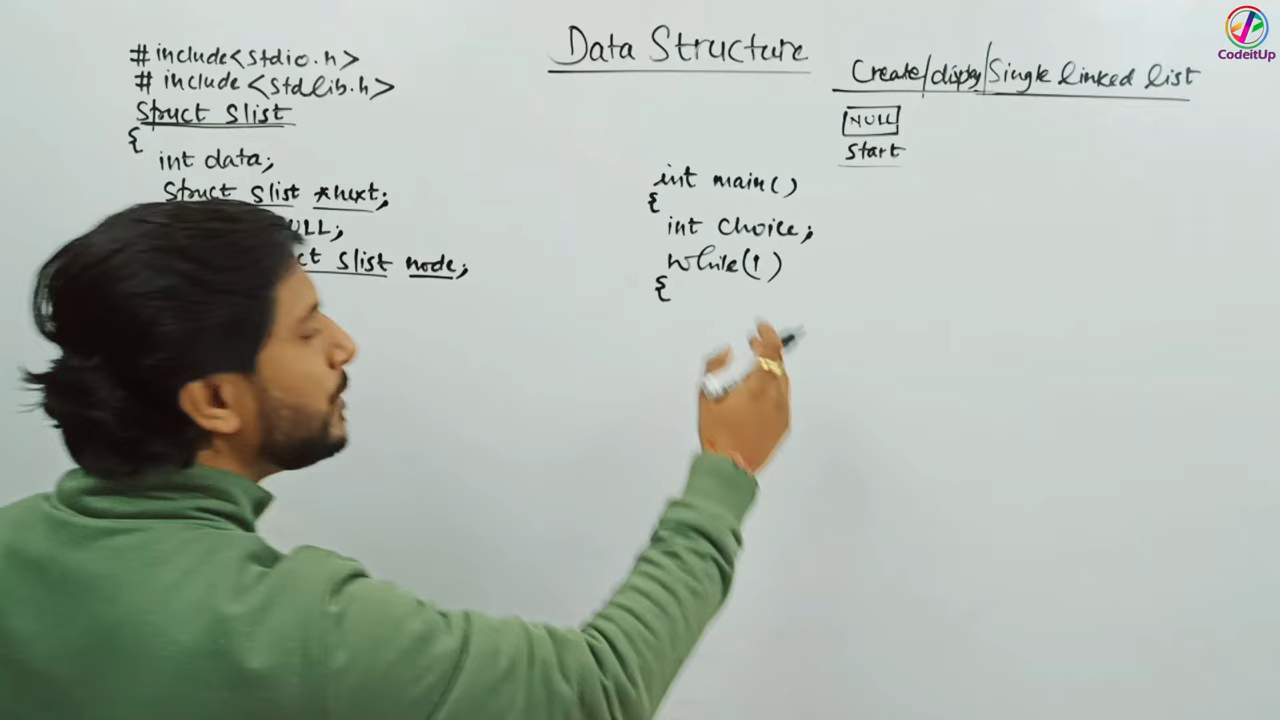 Data Structure
CodeitUp
#include<stdio.h>
# include <stdlib.h>
Struct Slist
{
int data;
Struct Slist *next;
ULL;
ct Slist node;
Create/display/Single linked list
NULL
Start
int main()
{
int choice;
while(1)
{